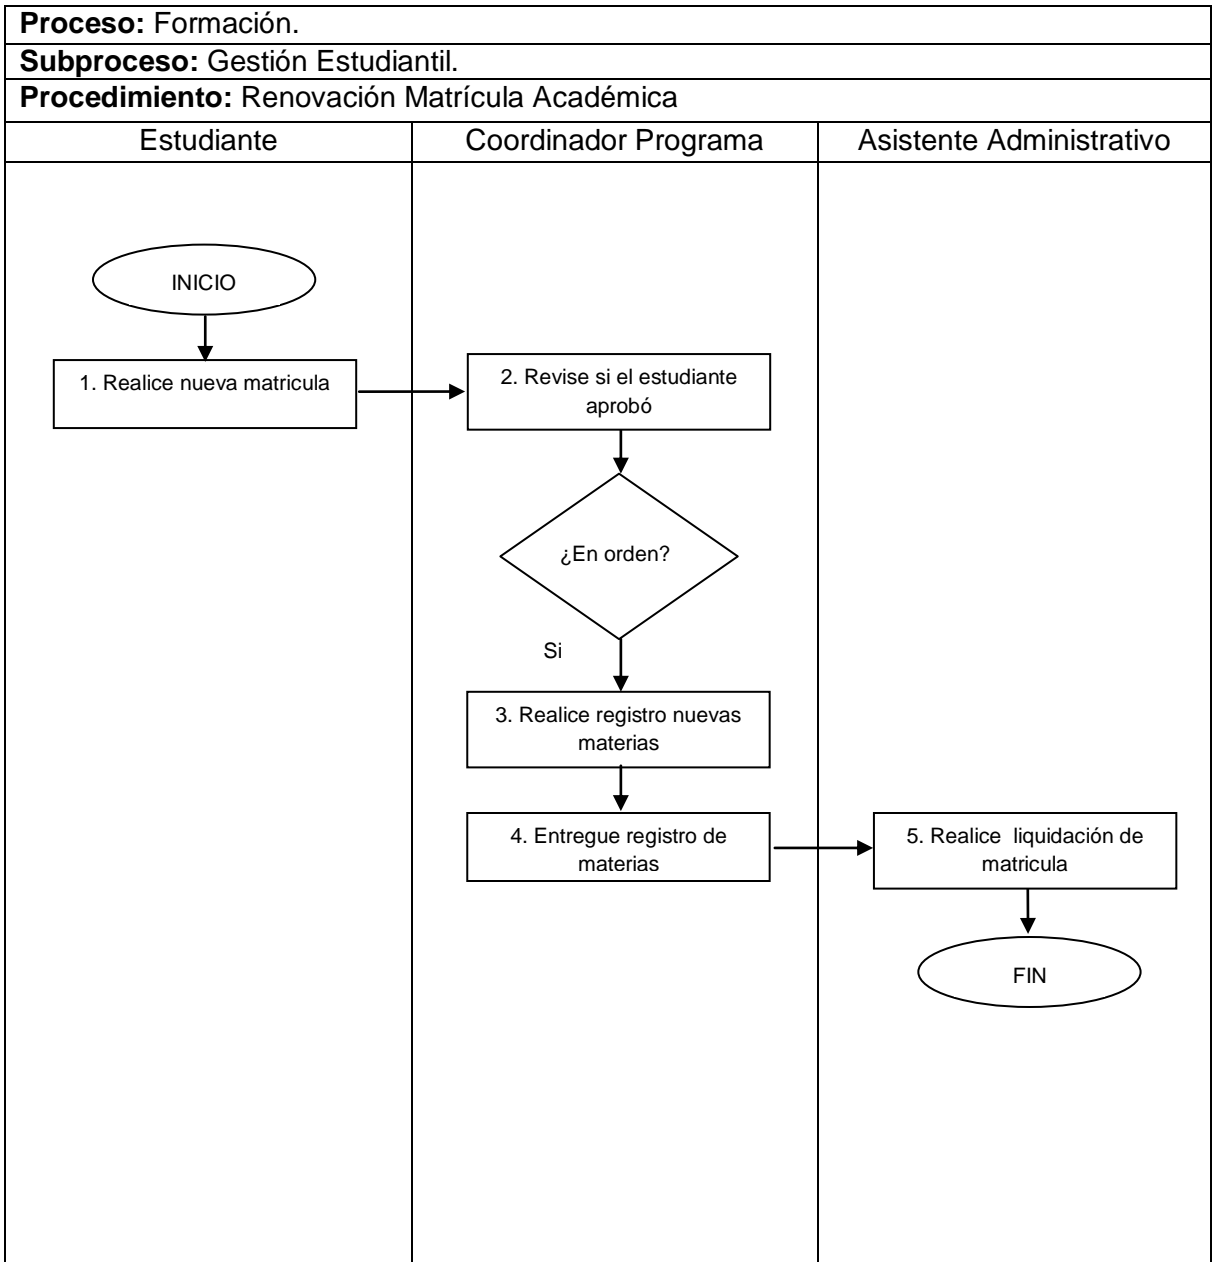 Proceso: Formación.
Subproceso: Gestión Estudiantil.
Procedimiento: Renovación Matrícula Académica
Estudiante
Coordinador Programa
Asistente Administrativo
INICIO
1. Realice nueva matricula
2. Revise si el estudiante
aprobó
¿En orden?
Si
3. Realice registro nuevas
materias
4. Entregue registro de
materias
5. Realice  liquidación de
matricula
FIN